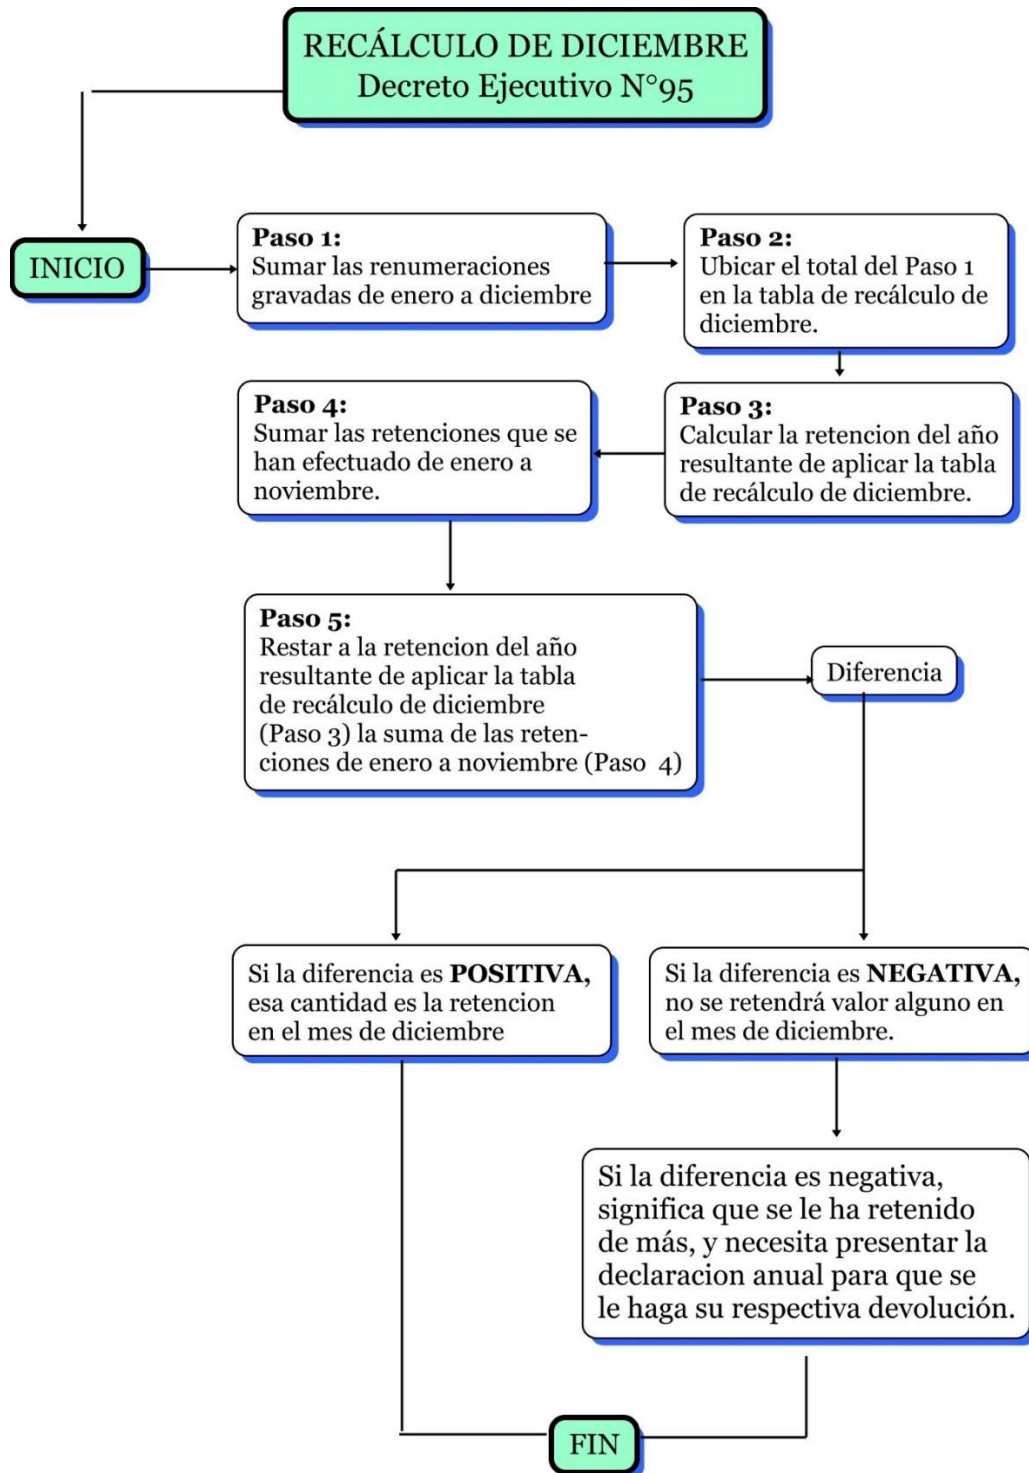 RECÁLCULO DE DICIEMBRE
Decreto Ejecutivo N°95
INICIO
Paso 1:
Sumar las renumeraciones
gravadas de enero a diciembre
Paso 2:
Ubicar el total del Paso 1
en la tabla de recálculo de
diciembre.
Paso 3:
Calcular la retencion del año
resultante de aplicar la tabla
de recálculo de diciembre.
Paso 4:
Sumar las retenciones que se
han efectuado de enero a
noviembre.
Paso 5:
Restar a la retencion del año
resultante de aplicar la tabla
de recálculo de diciembre
(Paso 3) la suma de las reten-
ciones de enero a noviembre (Paso 4)
Diferencia
Si la diferencia es POSITIVA,
esa cantidad es la retencion
en el mes de diciembre
Si la diferencia es NEGATIVA,
no se retendrá valor alguno en
el mes de diciembre.
Si la diferencia es negativa,
significa que se le ha retenido
de más, y necesita presentar la
declaracion anual para que se
le haga su respectiva devolución.
FIN